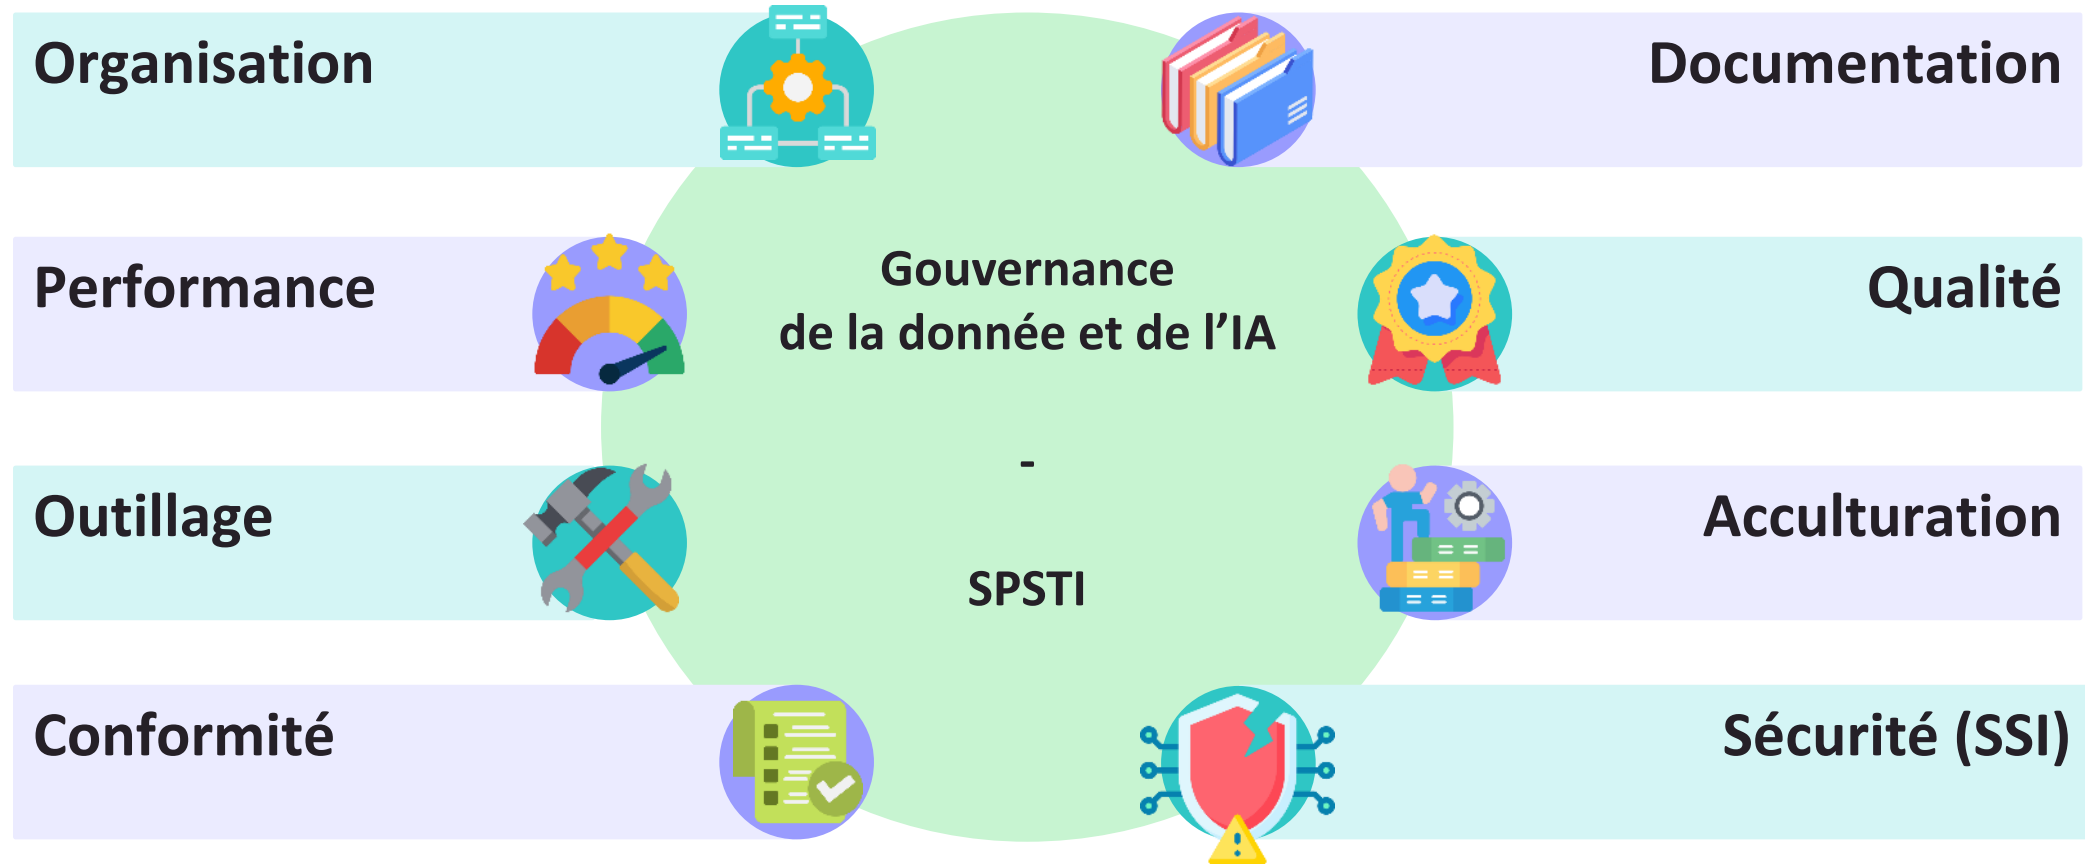 Organisation
Documentation
Performance
Qualité
Gouvernance
de la donnée et de l’IA
-
SPSTI
Outillage
Acculturation
Conformité
Sécurité (SSI)